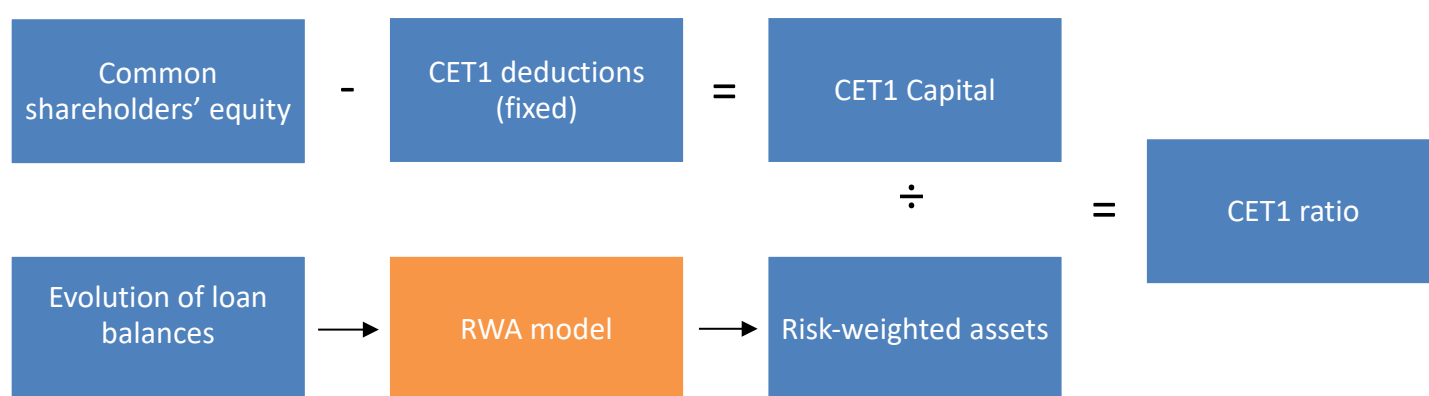 Common
shareholders’ equity
-
CET1 deductions
(fixed)
=
CET1 Capital
÷
=
CET1 ratio
Evolution of loan
balances
RWA model
Risk-weighted assets